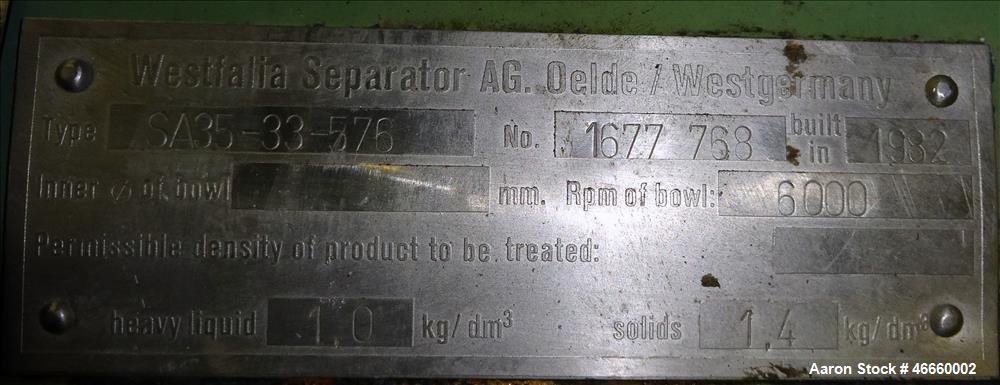 Westfalia Separator AG. Oelde / Westgermany
Type SA35-33-576 No. 1677 768 built in 1982
Inner ø of bowl mm. Rpm of bowl: 6000
Permissible density of product to be treated:
heavy liquid 1,0 kg/dm³ solids 1,4 kg/dm³
Aaron Stock # 46660002